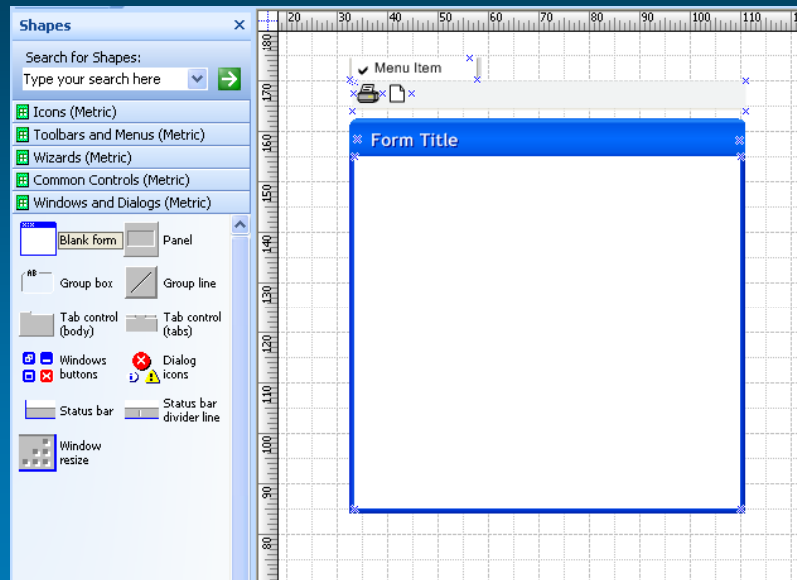 Shapes
Search for Shapes:
Type your search here
Icons (Metric)
Toolbars and Menus (Metric)
Wizards (Metric)
Common Controls (Metric)
Windows and Dialogs (Metric)
Blank form
Panel
Group box
Group line
Tab control
(body)
Tab control
(tabs)
Windows
buttons
Dialog
icons
Status bar
Status bar
divider line
Window
resize
20 30 40 50 60 70 80 90 100 110
180
170
160
150
140
130
120
110
100
90
80
Menu Item
Form Title